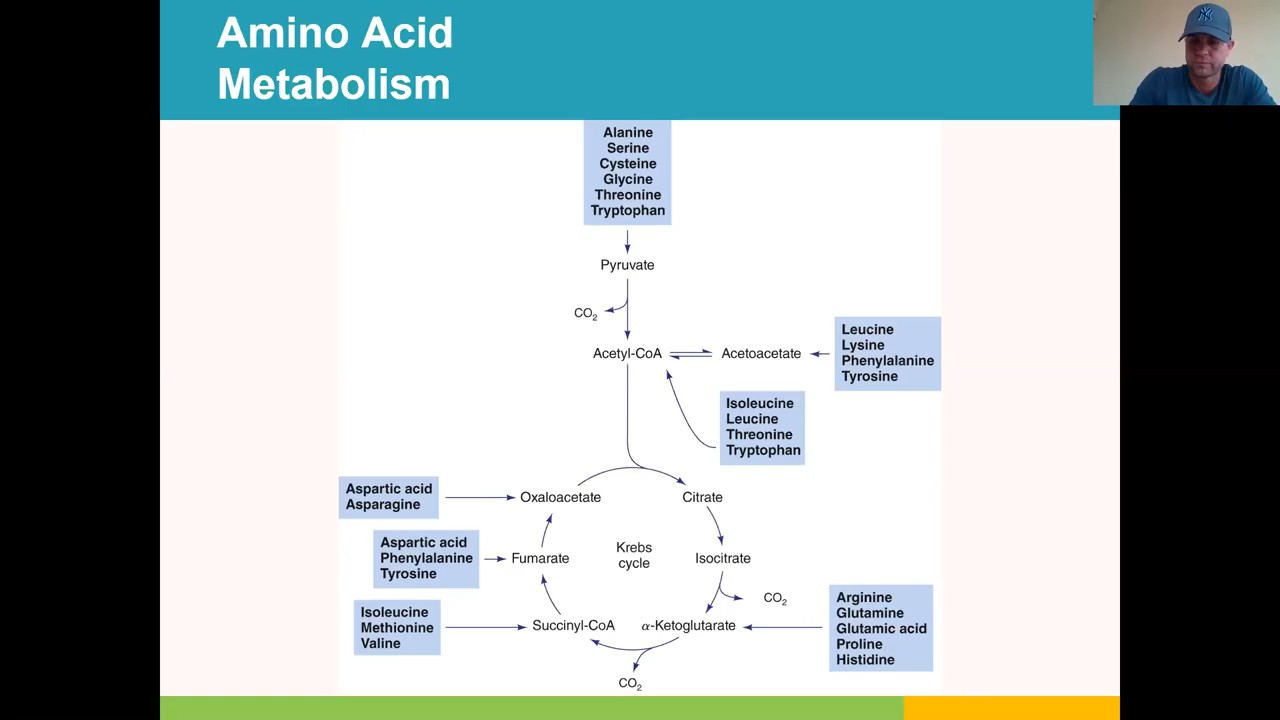 Amino Acid
Metabolism
Alanine
Serine
Cysteine
Glycine
Threonine
Tryptophan
Pyruvate
CO2
Acetyl-CoA
Acetoacetate
Leucine
Lysine
Phenylalanine
Tyrosine
Isoleucine
Leucine
Threonine
Tryptophan
Aspartic acid
Asparagine
Oxaloacetate
Citrate
Aspartic acid
Phenylalanine
Tyrosine
Fumarate
Krebs
cycle
Isocitrate
CO2
Isoleucine
Methionine
Valine
Succinyl-CoA
α-Ketoglutarate
Arginine
Glutamine
Glutamic acid
Proline
Histidine
CO2